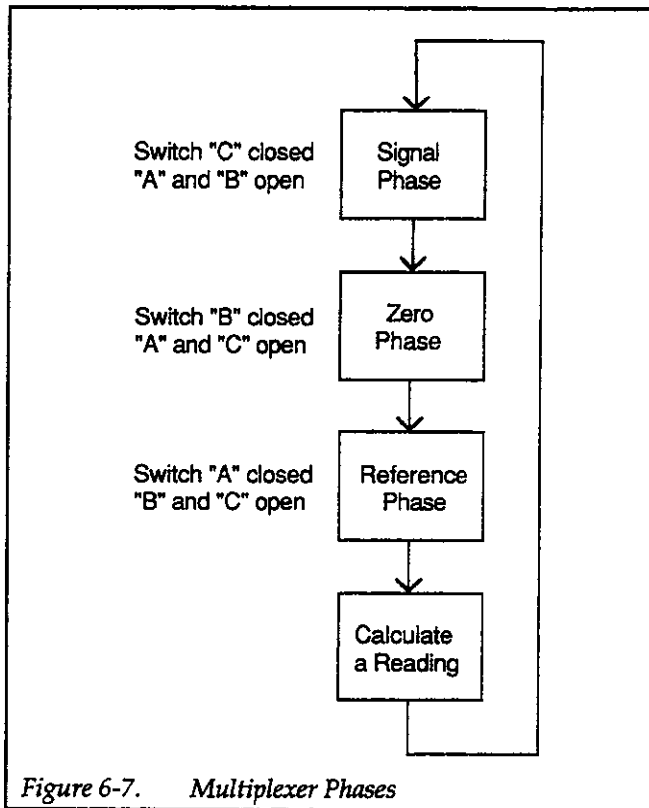 Switch "C" closed
"A" and "B" open
Signal
Phase
Switch "B" closed
"A" and "C" open
Zero
Phase
Switch "A" closed
"B" and "C" open
Reference
Phase
Calculate
a Reading
Figure 6-7. Multiplexer Phases